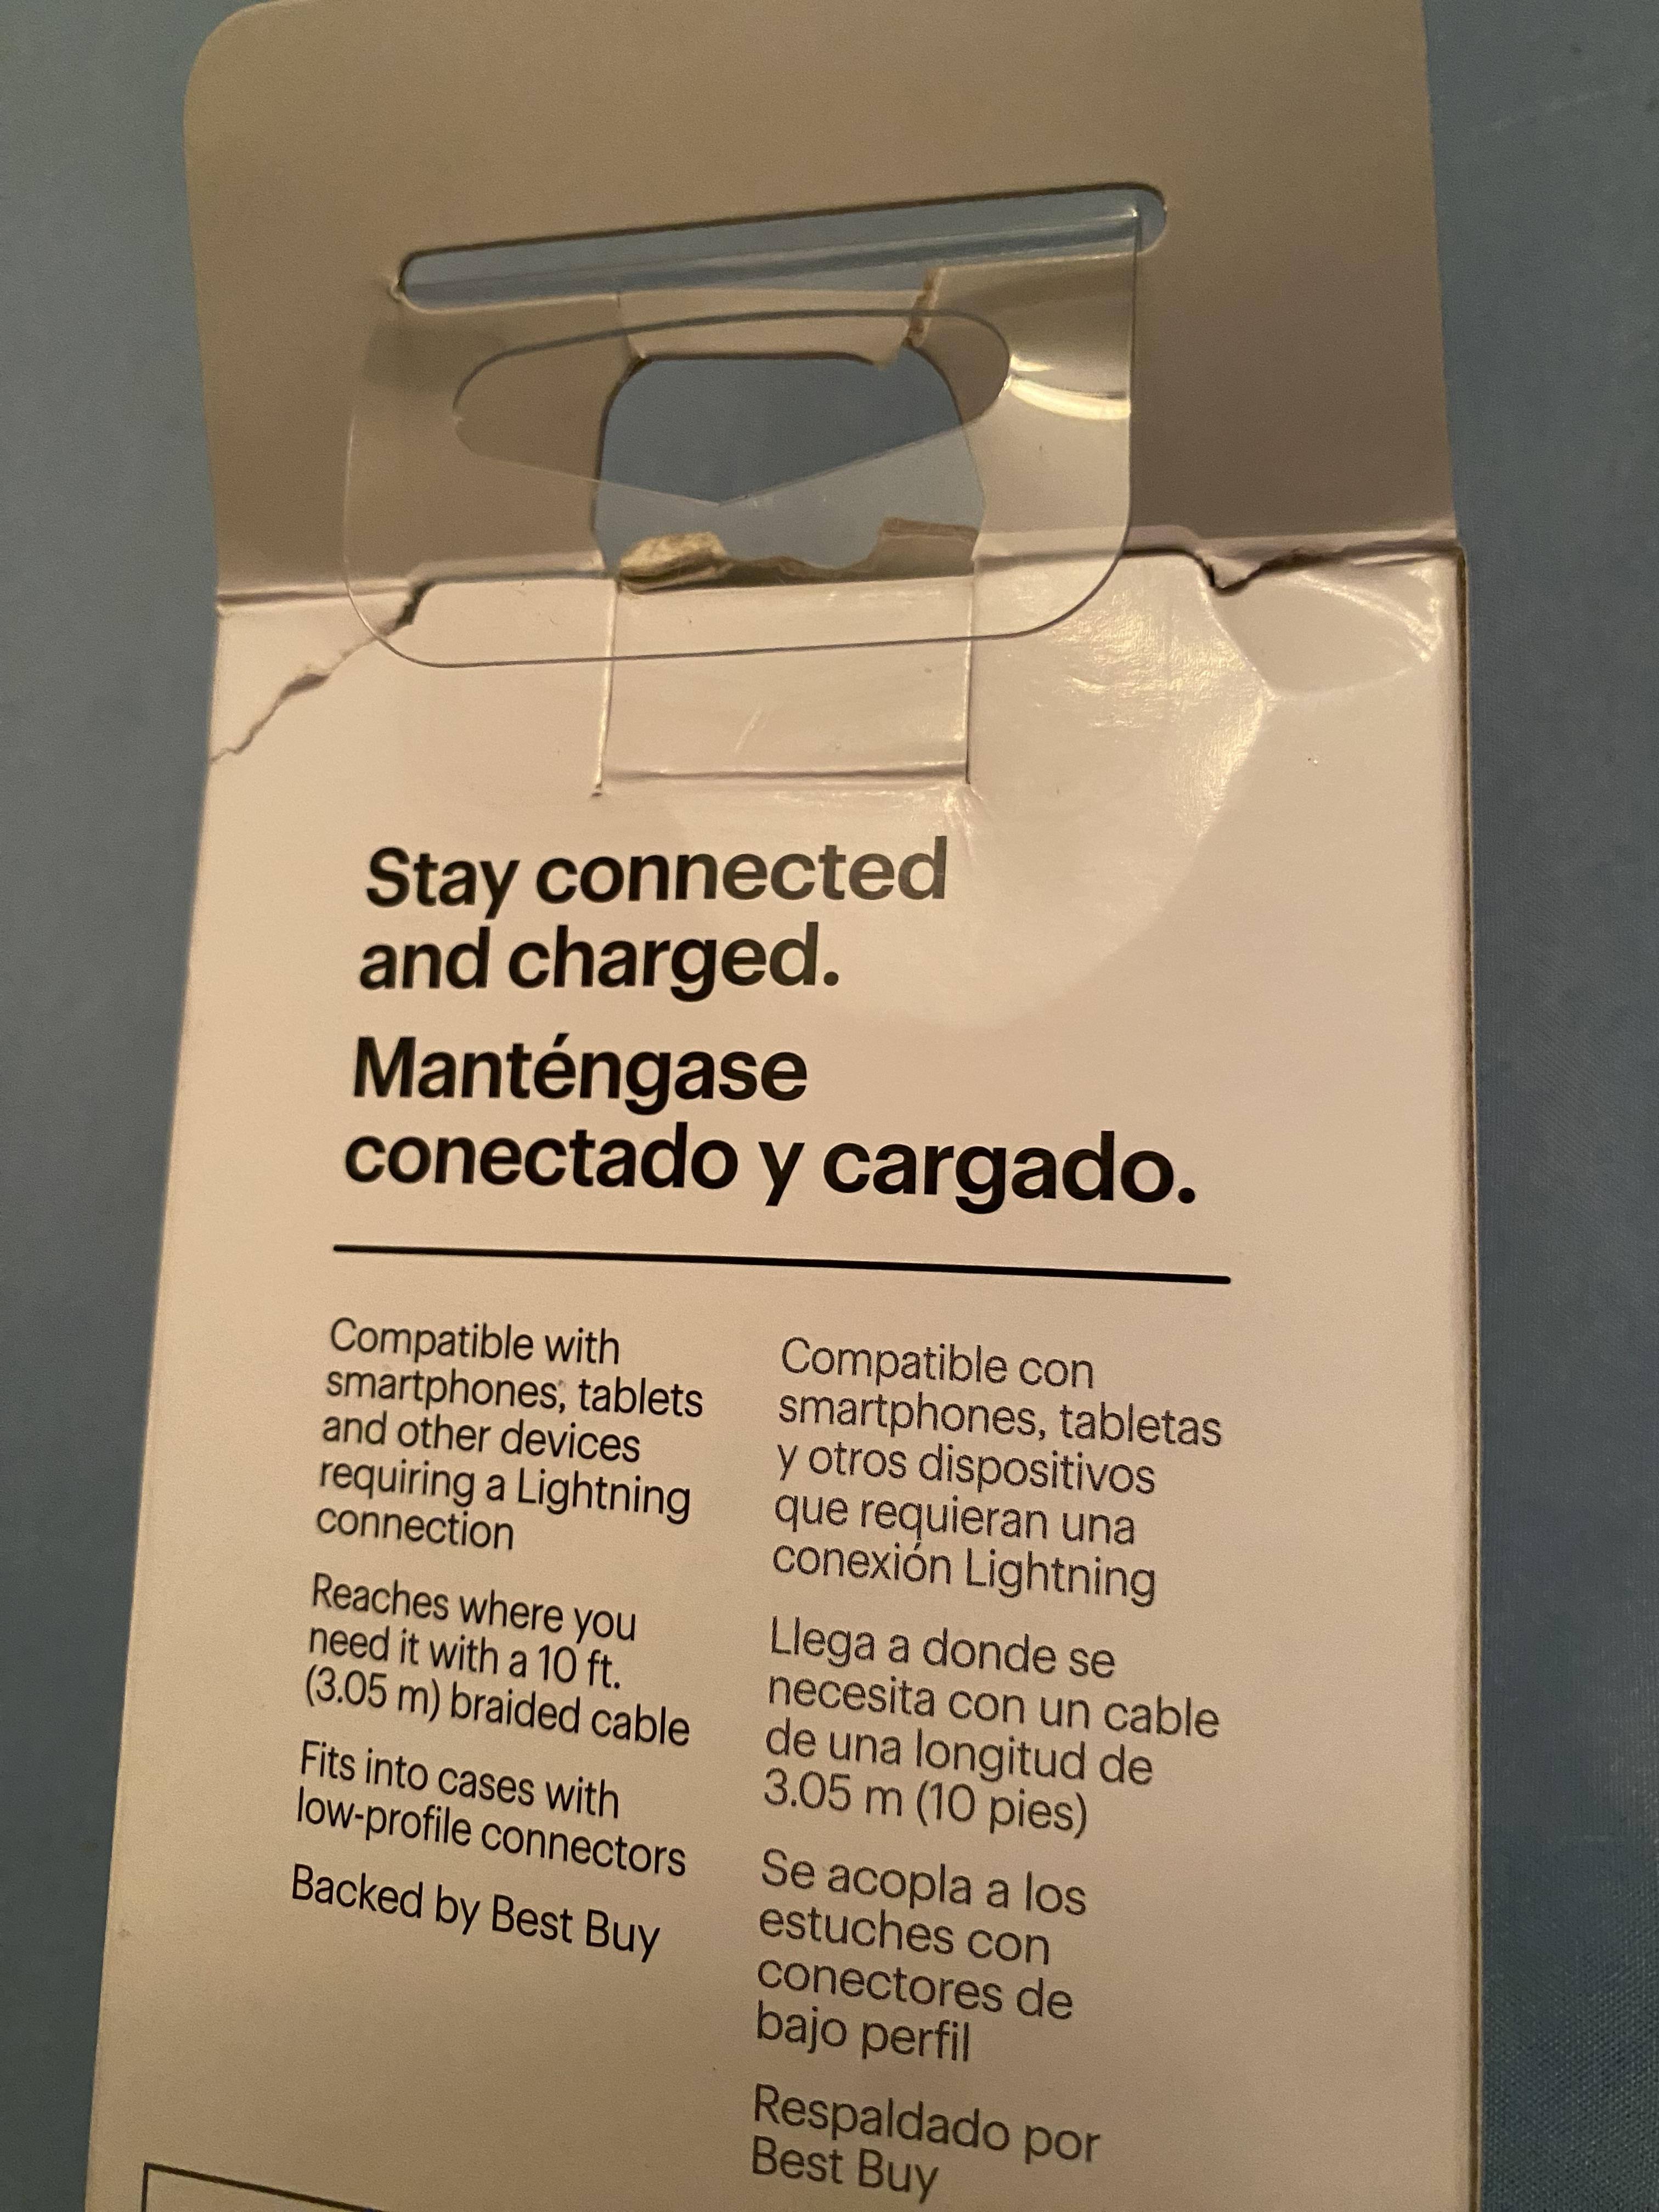 Stay connected
and charged.
Manténgase
conectado y cargado.
Compatible with
smartphones, tablets
and other devices
requiring a Lightning
connection
Reaches where you
need it with a 10 ft.
(3.05 m) braided cable
Fits into cases with
low-profile connectors
Backed by Best Buy
Compatible con
smartphones, tabletas
y otros dispositivos
que requieran una
conexión Lightning
Llega a donde se
necesita con un cable
de una longitud de
3.05 m (10 pies)
Se acopla a los
estuches con
conectores de
bajo perfil
Respaldado por
Best Buy